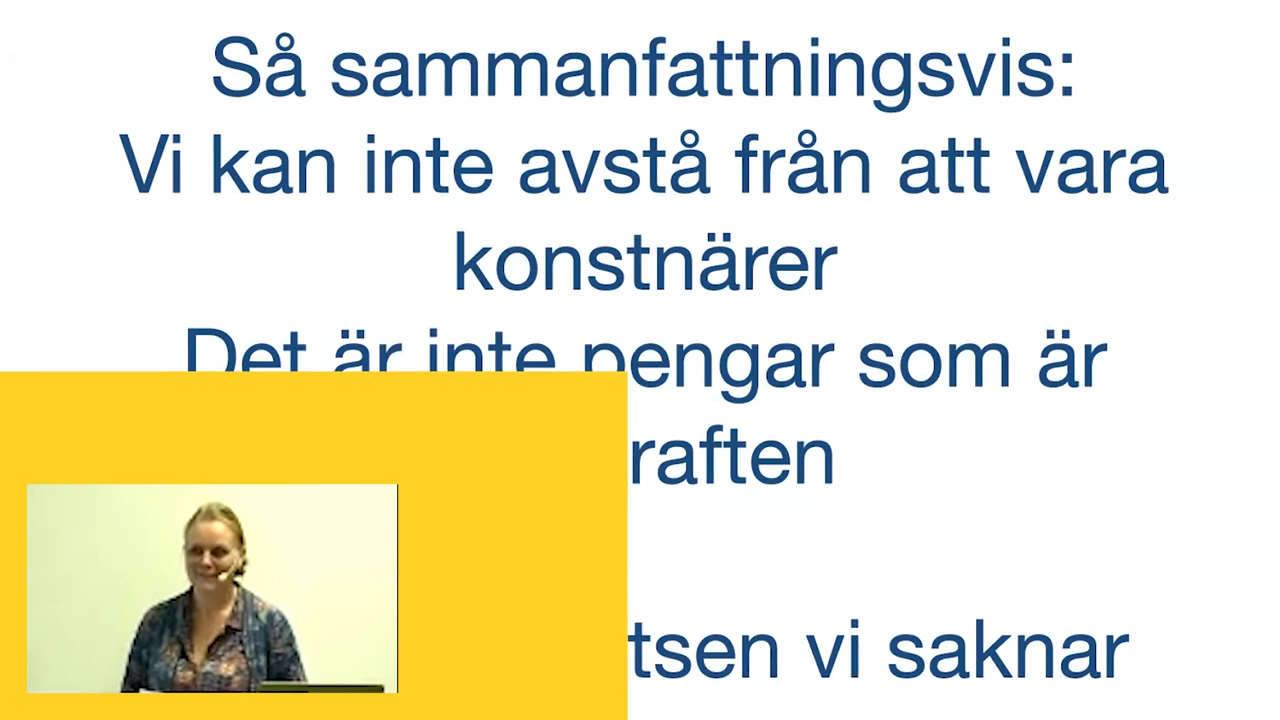 Så sammanfattningsvis:
Vi kan inte avstå från att vara
konstnärer
Det är inte pengar som är
raften
tsen vi saknar